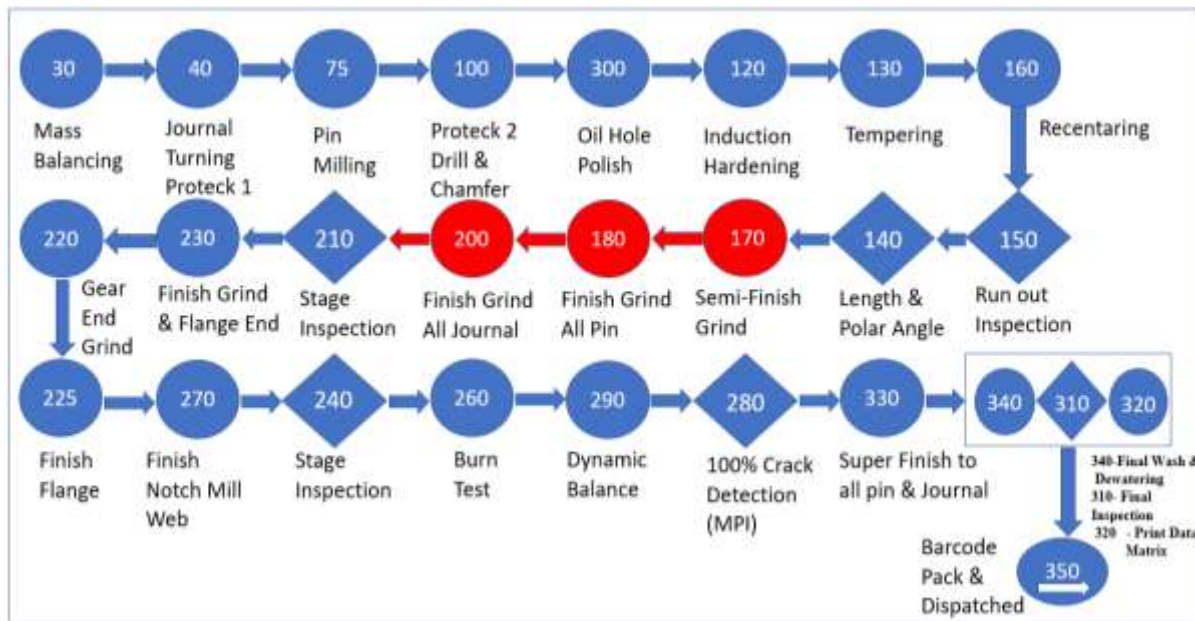 30
40
75
100
300
120
130
160
Mass
Balancing
Journal
Turning
Proteck 1
Pin
Milling
Proteck 2
Drill &
Chamfer
Oil Hole
Polish
Induction
Hardening
Tempering
Recentaring
220
230
210
200
180
170
140
150
Gear
End
Grind
Finish Grind
& Flange End
Stage
Inspection
Finish Grind
All Journal
Finish Grind
All Pin
Semi-Finish
Grind
Length &
Polar Angle
Run out
Inspection
225
270
240
260
290
280
330
340
310
320
Finish
Flange
Finish
Notch Mill
Web
Stage
Inspection
Burn
Test
Dynamic
Balance
100% Crack
Detection
(MPI)
Super Finish to
all pin & Journal
340-Final Wash &
Dewatering
310- Final
Inspection
320 - Print Data
Matrix
Barcode
Pack &
Dispatched
350